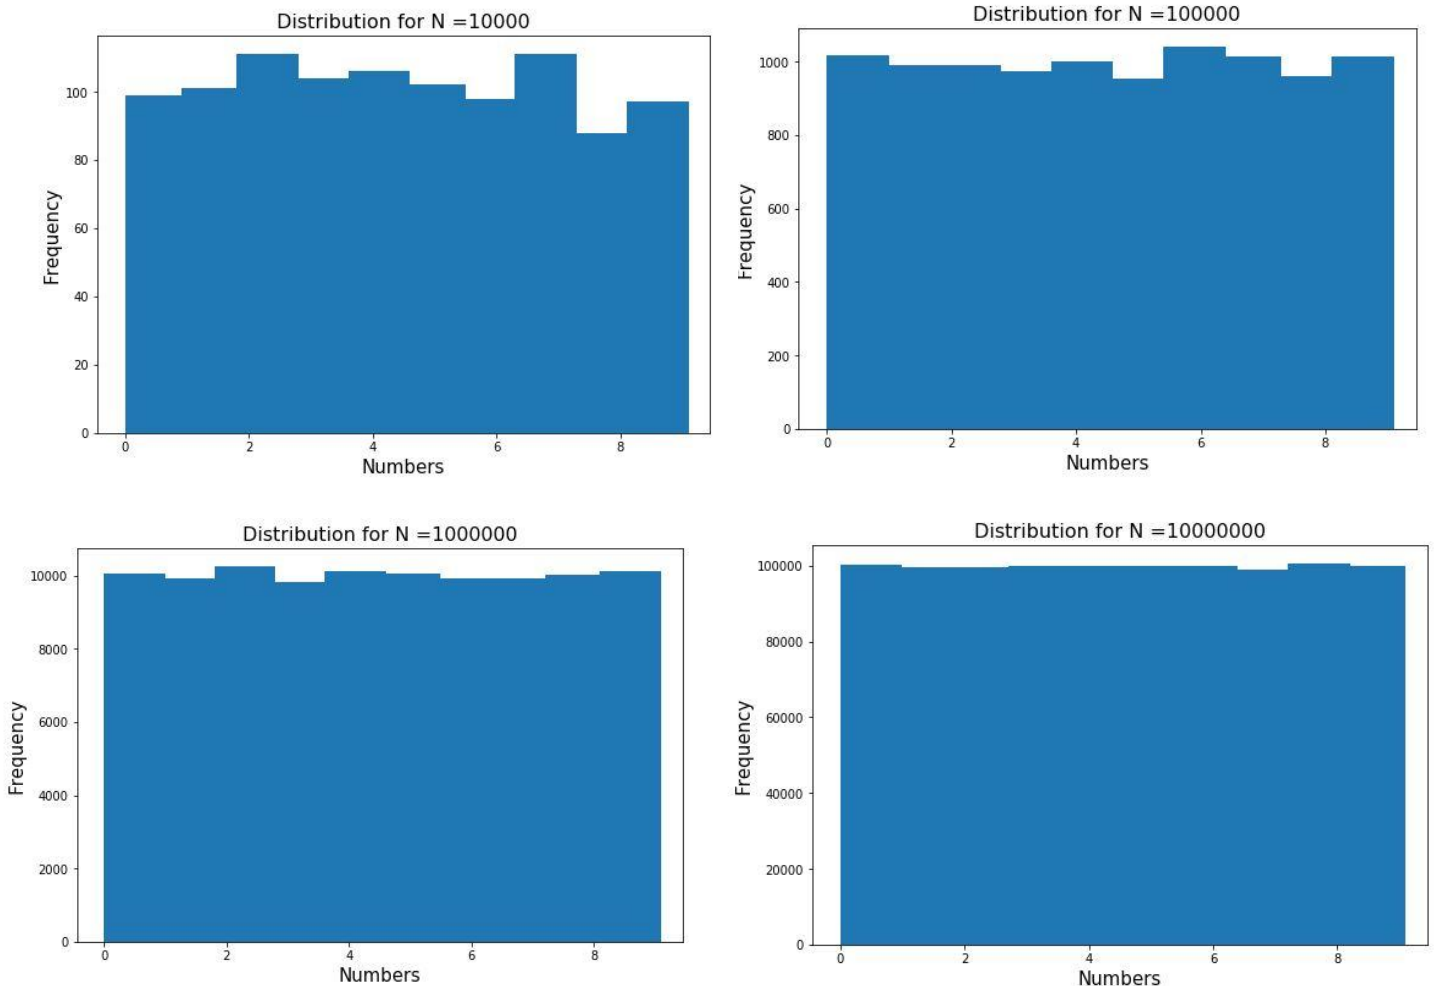 Distribution for N =10000
100
80
60
40
20
0
Frequency
0 2 4 6 8
Numbers
Distribution for N =100000
1000
800
600
400
200
0
Frequency
0 2 4 6 8
Numbers
Distribution for N =1000000
10000
8000
6000
4000
2000
0
Frequency
0 2 4 6 8
Numbers
Distribution for N =10000000
100000
80000
60000
40000
20000
0
Frequency
0 2 4 6 8
Numbers